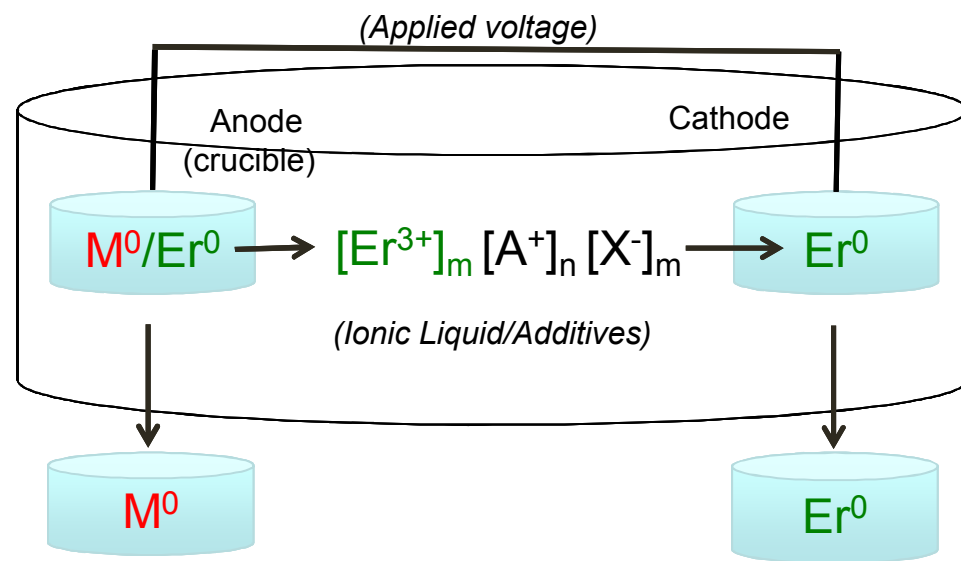 (Applied voltage)
Anode
(crucible)
Cathode
M⁰/Er⁰
[Er³⁺]ₘ [A⁺]ₙ [X⁻]ₘ
Er⁰
(Ionic Liquid/Additives)
M⁰
Er⁰